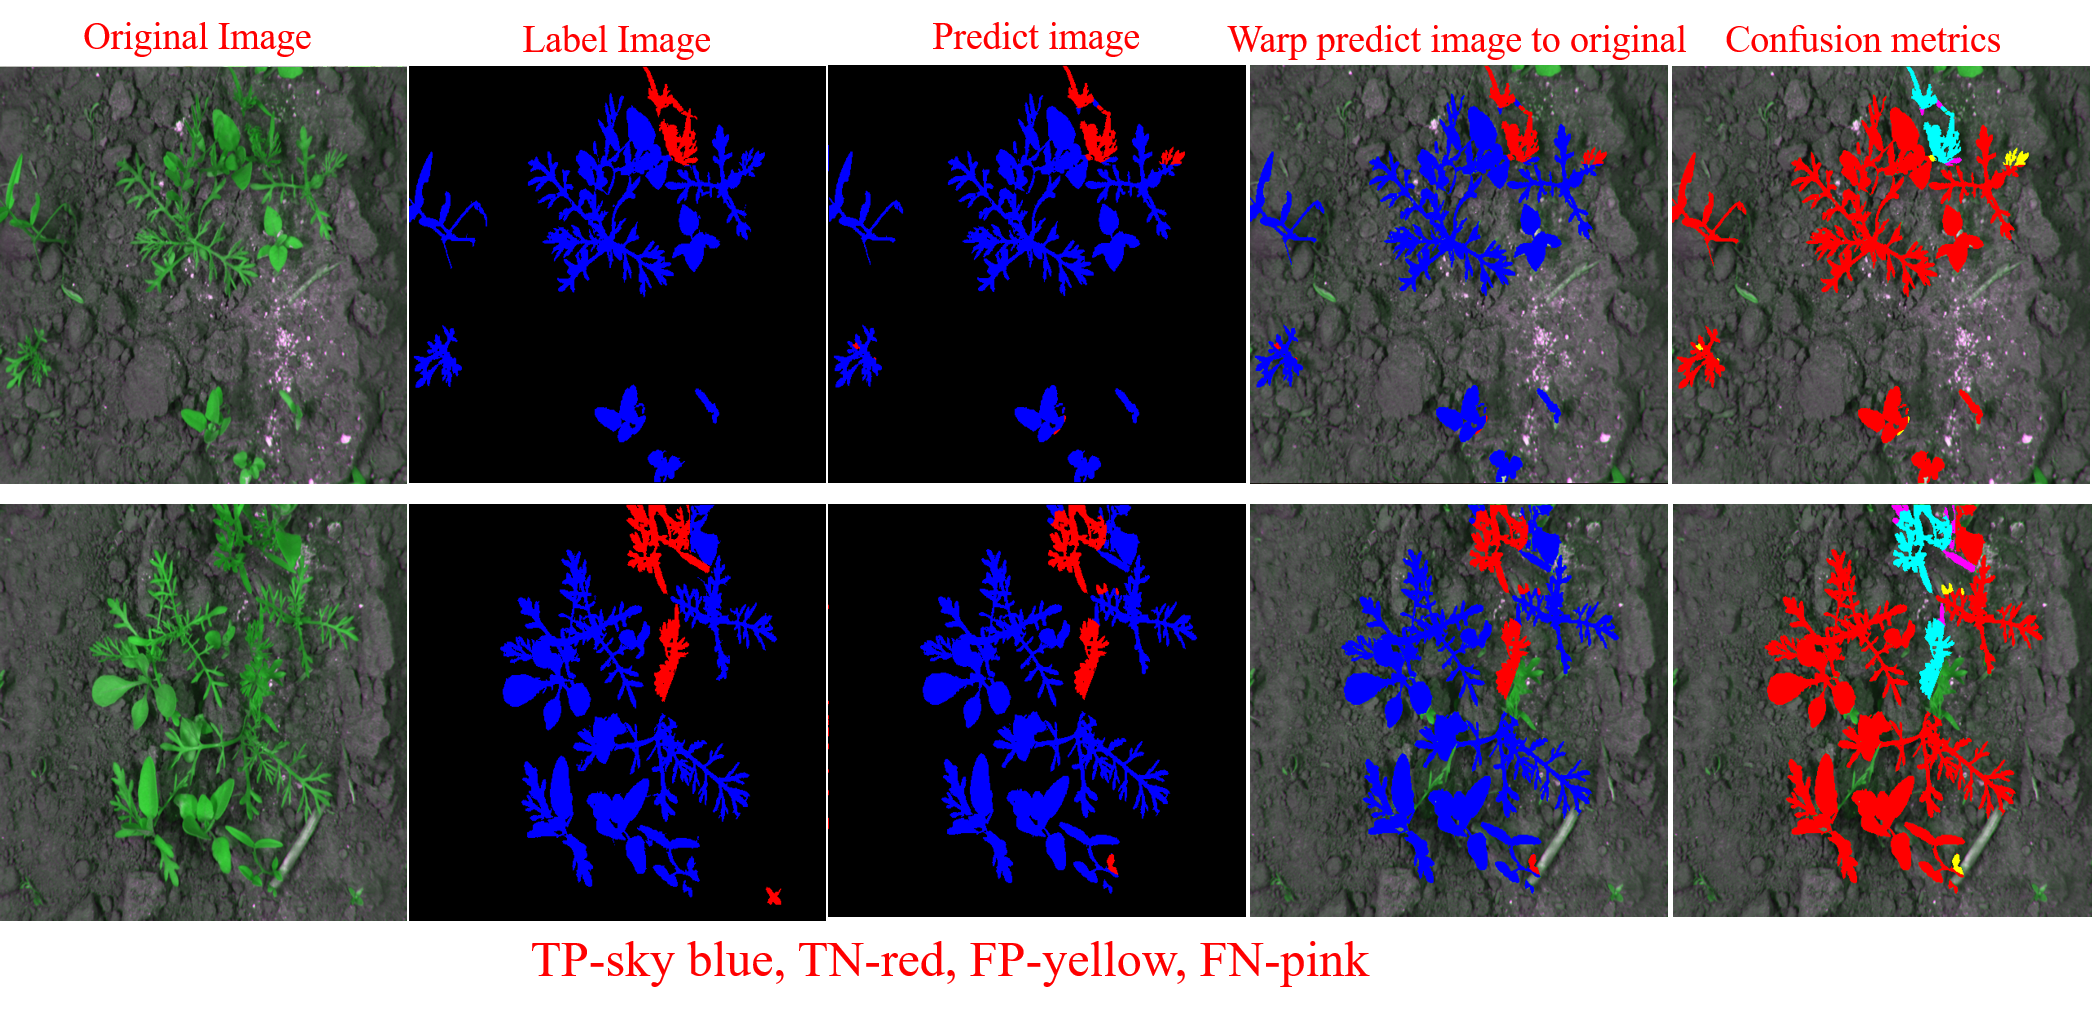 Original Image
Label Image
Predict image
Warp predict image to original
Confusion metrics
TP-sky blue, TN-red, FP-yellow, FN-pink